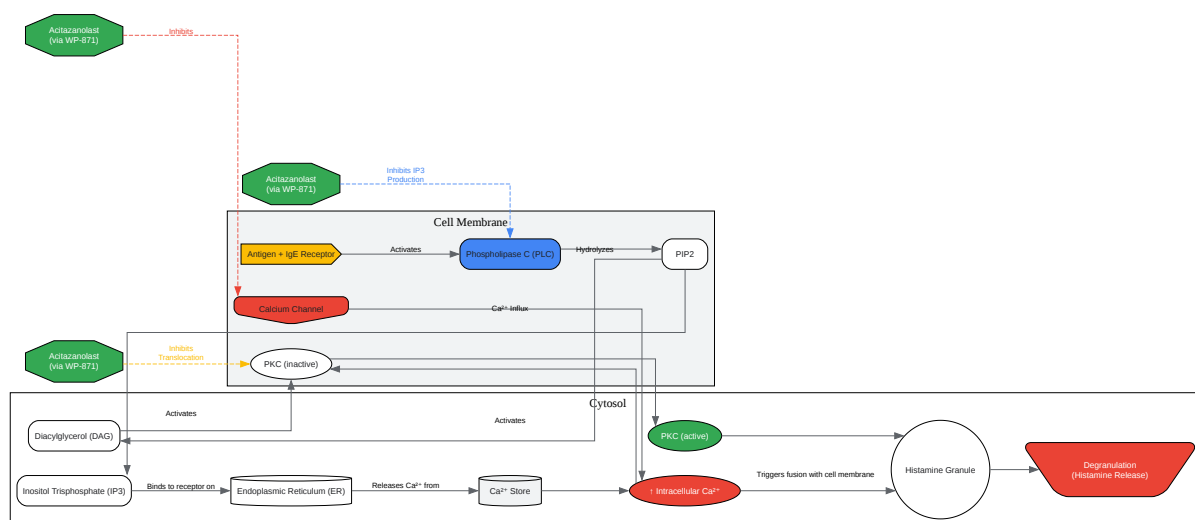 Acitazanolast
(via WP-871)
Inhibits
Acitazanolast
(via WP-871)
Inhibits IP3
Production
Cell Membrane
Antigen + IgE Receptor
Activates
Phospholipase C (PLC)
Hydrolyzes
PIP2
Calcium Channel
Ca²⁺ Influx
Acitazanolast
(via WP-871)
Inhibits
Translocation
PKC (inactive)
Cytosol
Activates
Activates
Diacylglycerol (DAG)
PKC (active)
Inositol Trisphosphate (IP3)
Binds to receptor on
Endoplasmic Reticulum (ER)
Releases Ca²⁺ from
Ca²⁺ Store
↑ Intracellular Ca²⁺
Triggers fusion with cell membrane
Histamine Granule
Degranulation
(Histamine Release)